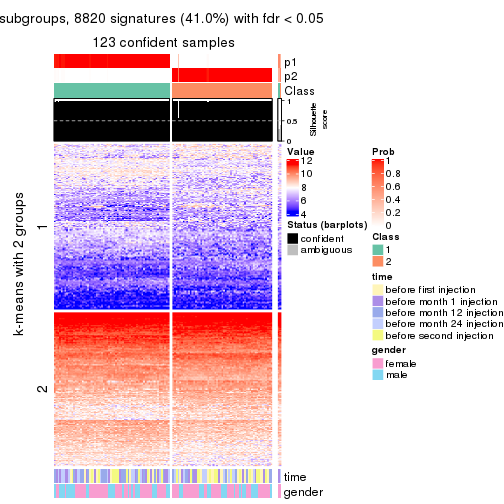 subgroups, 8820 signatures (41.0%) with fdr < 0.05
123 confident samples
p1
p2
Class
1
0.5
0
Silhouette
score
k-means with 2 groups
1
2
time
gender
Value
12
10
8
6
4
Status (barplots)
confident
ambiguous
Prob
1
0.8
0.6
0.4
0.2
0
Class
1
2
time
before first injection
before month 1 injection
before month 12 injection
before month 24 injection
before second injection
gender
female
male